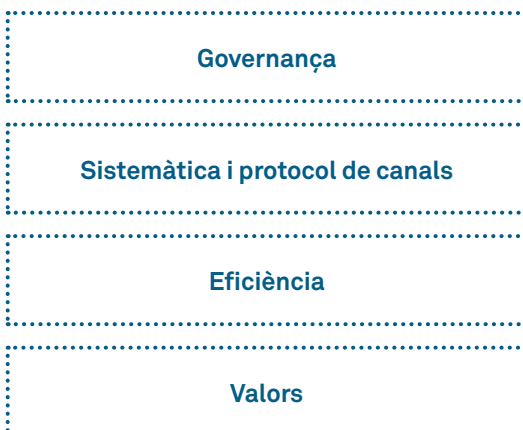 Governança
Sistemàtica i protocol de canals
Eficiència
Valors